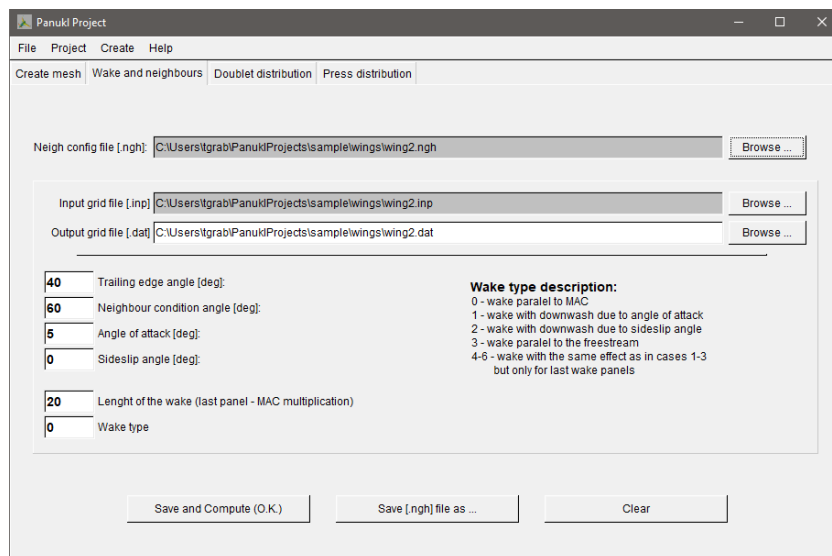 Panukl Project
File Project Create Help
Create mesh Wake and neighbours Doublet distribution Press distribution
Neigh config file [.ngh]: C:\Users\tgrab\PanuklProjects\sample\wings\wing2.ngh Browse ...
Input grid file [.inp] C:\Users\tgrab\PanuklProjects\sample\wings\wing2.inp Browse ...
Output grid file [.dat] C:\Users\tgrab\PanuklProjects\sample\wings\wing2.dat Browse ...
40 Trailing edge angle [deg]:
60 Neighbour condition angle [deg]:
5 Angle of attack [deg]:
0 Sideslip angle [deg]:
20 Lenght of the wake (last panel - MAC multiplication)
0 Wake type
Wake type description:
0 - wake paralel to MAC
1 - wake with downwash due to angle of attack
2 - wake with downwash due to sideslip angle
3 - wake paralel to the freestream
4-6 - wake with the same effect as in cases 1-3
but only for last wake panels
Save and Compute (O.K.) Save [.ngh] file as ... Clear